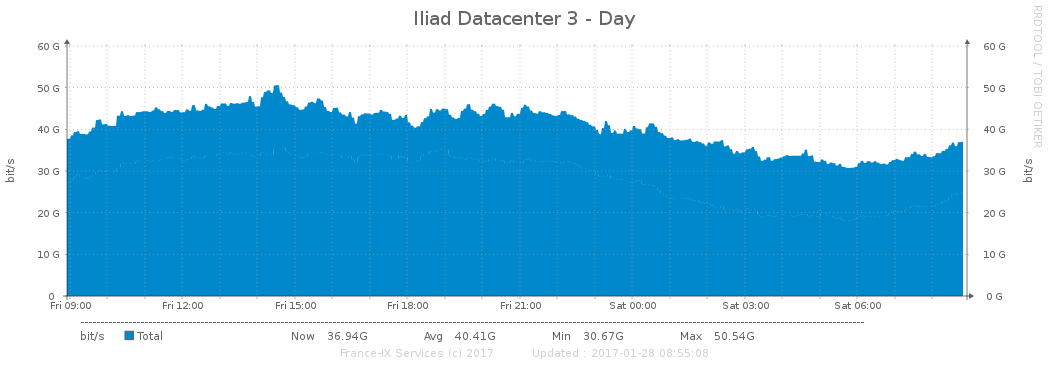 Iliad Datacenter 3 - Day
RRDTOOL / TOBI OETIKER
60 G 60 G
50 G 50 G
40 G 40 G
30 G 30 G
20 G 20 G
10 G 10 G
0 0 G
bit/s bit/s
Fri 09:00 Fri 12:00 Fri 15:00 Fri 18:00 Fri 21:00 Sat 00:00 Sat 03:00 Sat 06:00
bit/s Total Now 36.94G Avg 40.41G Min 30.67G Max 50.54G
France-IX Services (c) 2017 Updated : 2017-01-28 08:55:08